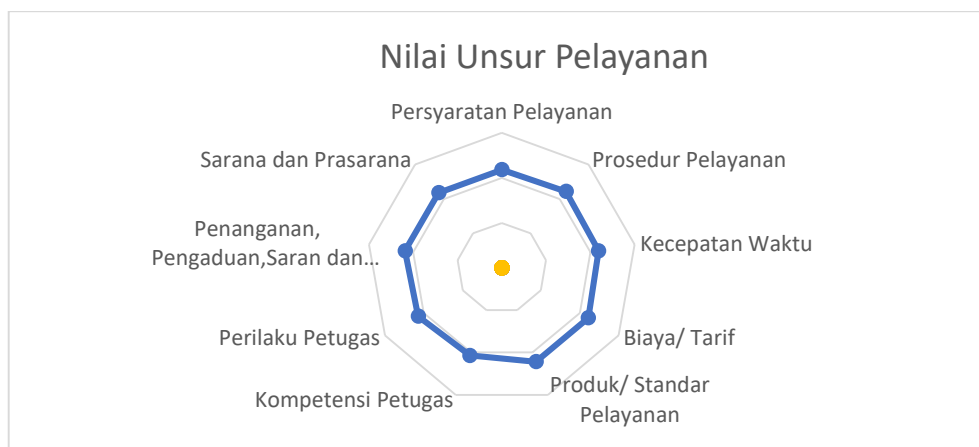 Nilai Unsur Pelayanan
Persyaratan Pelayanan
Prosedur Pelayanan
Kecepatan Waktu
Biaya/ Tarif
Produk/ Standar
Pelayanan
Kompetensi Petugas
Perilaku Petugas
Penanganan,
Pengaduan,Saran dan...
Sarana dan Prasarana